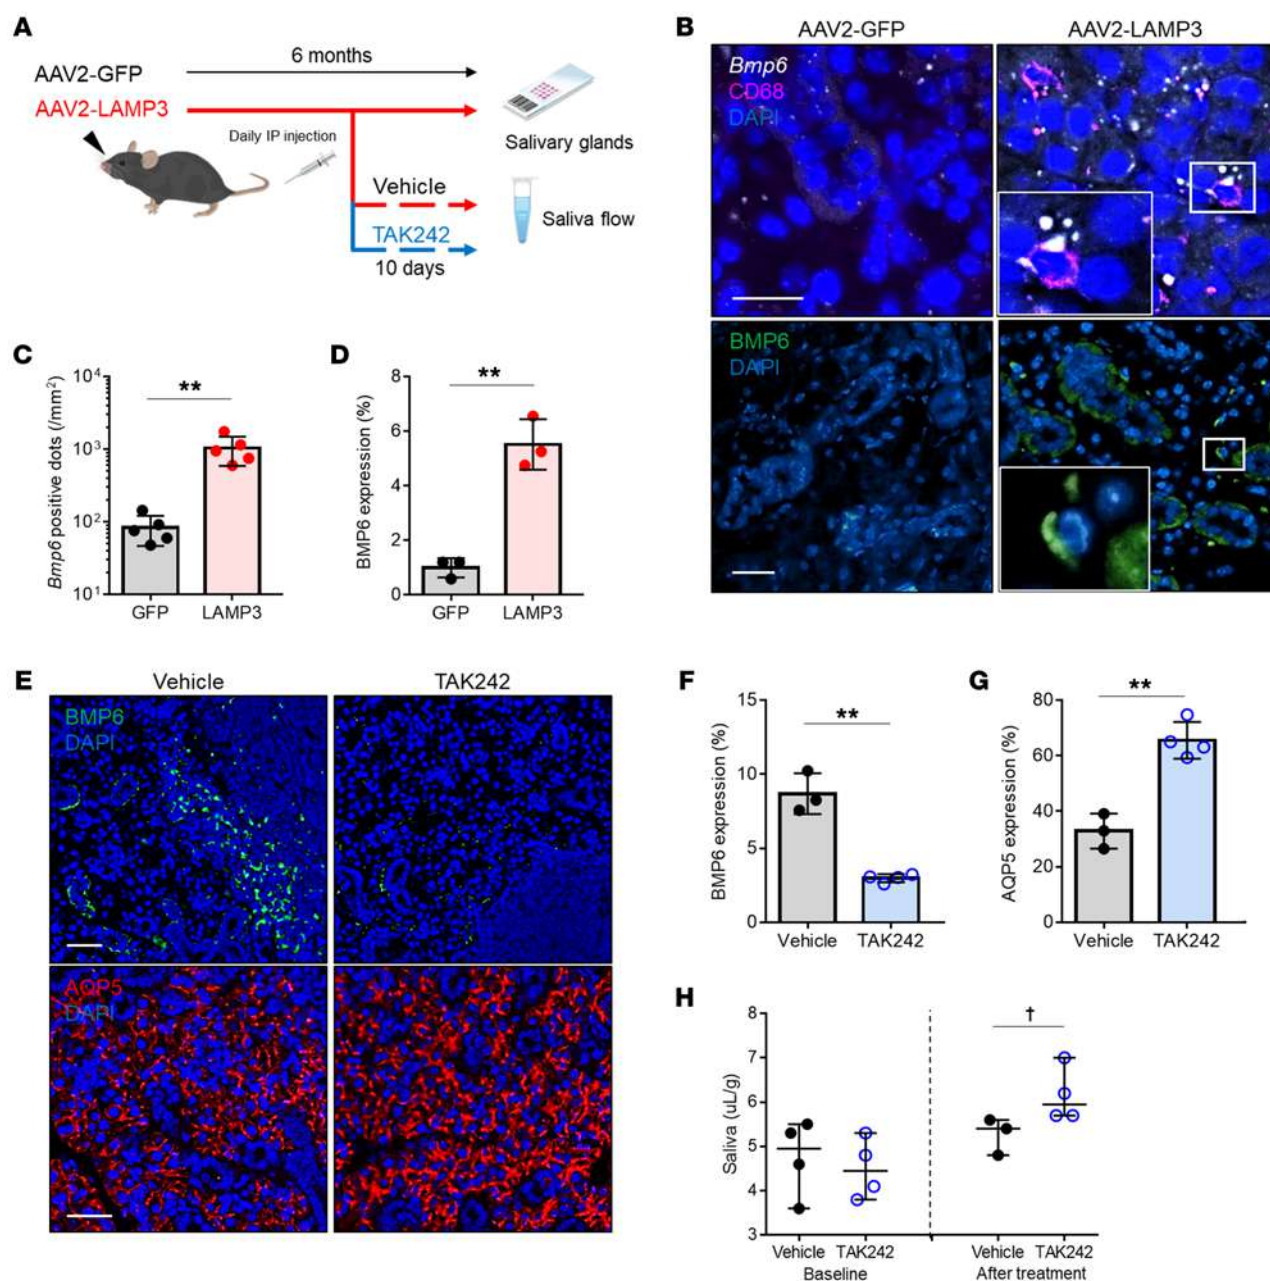 A
6 months
AAV2-GFP
AAV2-LAMP3
Daily IP injection
Salivary glands
Vehicle
Saliva flow
TAK242
10 days
B
AAV2-GFP
AAV2-LAMP3
Bmp6
CD68
DAPI
BMP6
DAPI
C
Bmp6 positive dots (/mm²)
10⁴
10³
10²
10¹
**
GFP
LAMP3
D
BMP6 expression (%)
8
6
4
2
0
**
GFP
LAMP3
E
Vehicle
TAK242
BMP6
DAPI
AQP5
DAPI
F
BMP6 expression (%)
15
10
5
0
**
Vehicle
TAK242
G
AQP5 expression (%)
80
60
40
20
0
**
Vehicle
TAK242
H
Saliva (uL/g)
8
7
6
5
4
3
†
Vehicle
TAK242
Baseline
Vehicle
TAK242
After treatment